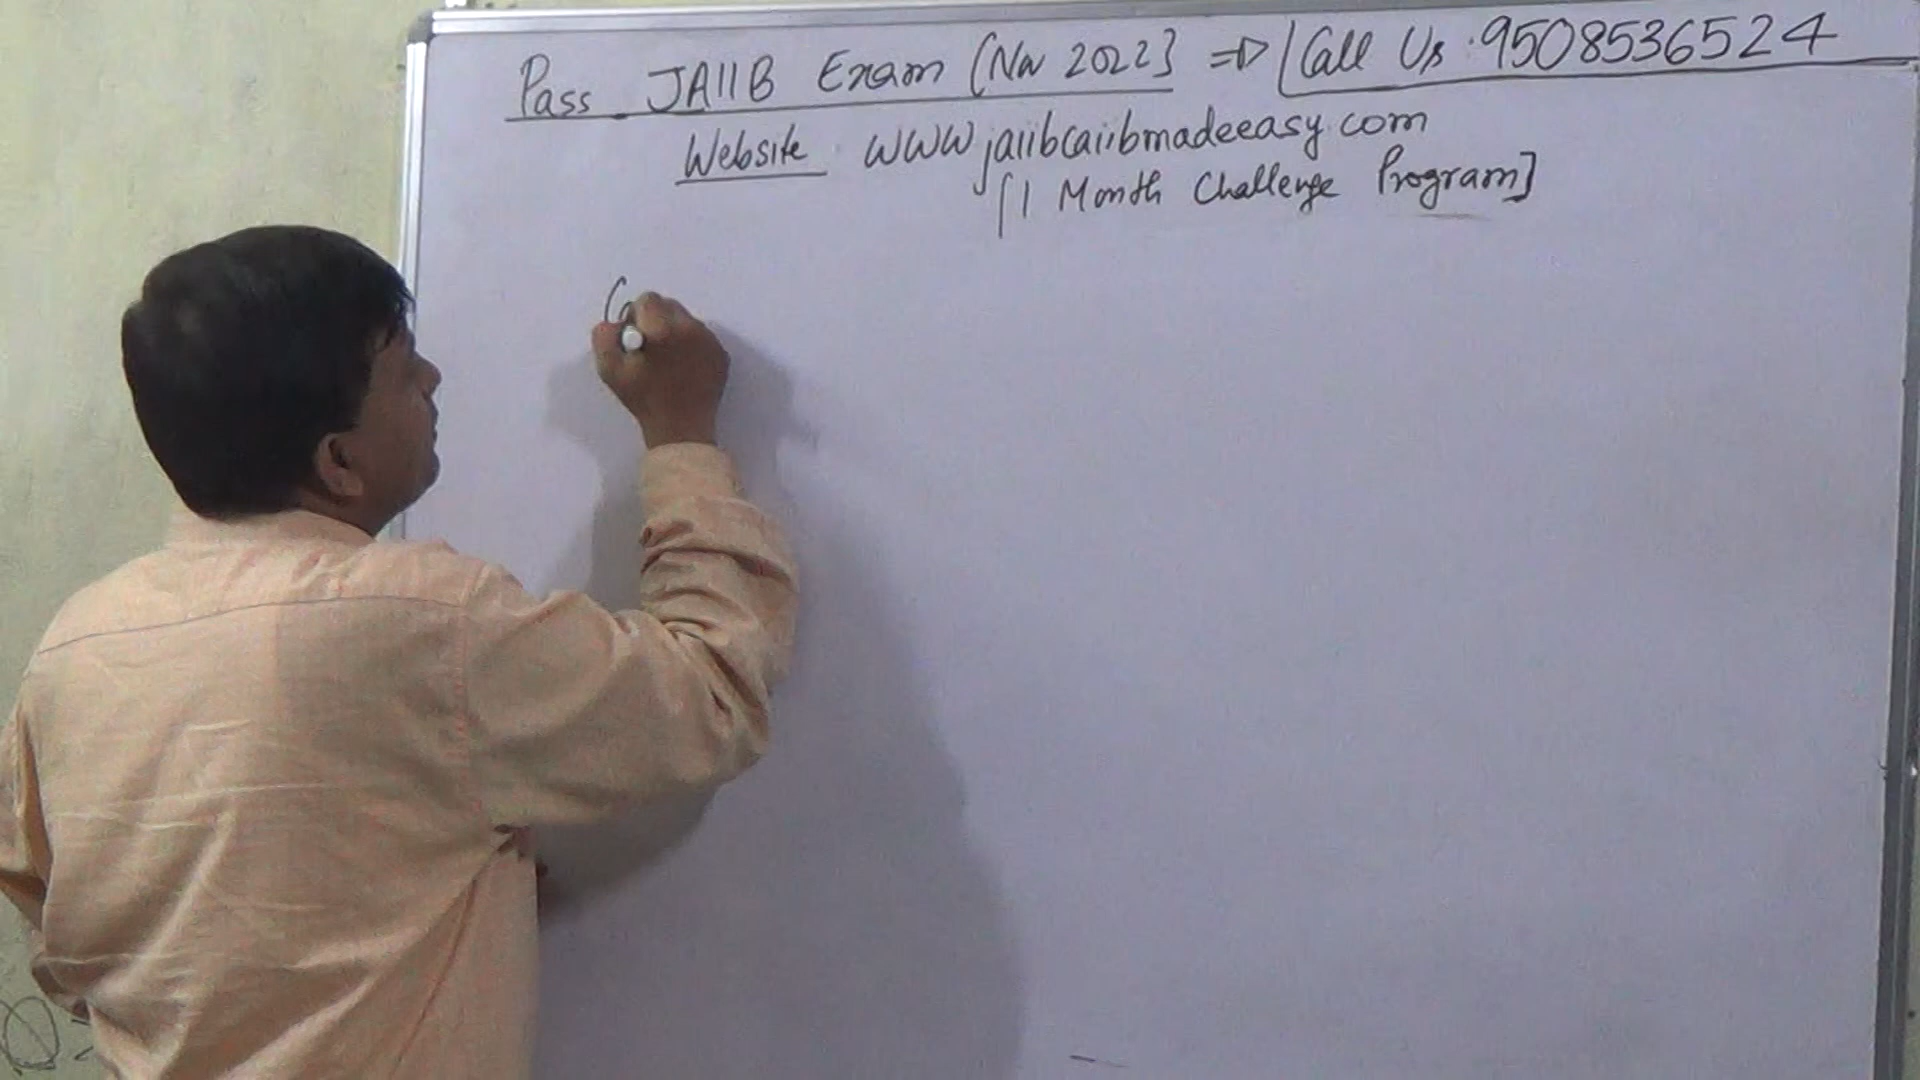 Pass JAIIB Exam (Nov 2022] ⇒ [Call Us 9508536524
Website www.jaiibcaiibmadeeasy.com
[1 Month Challenge Program]